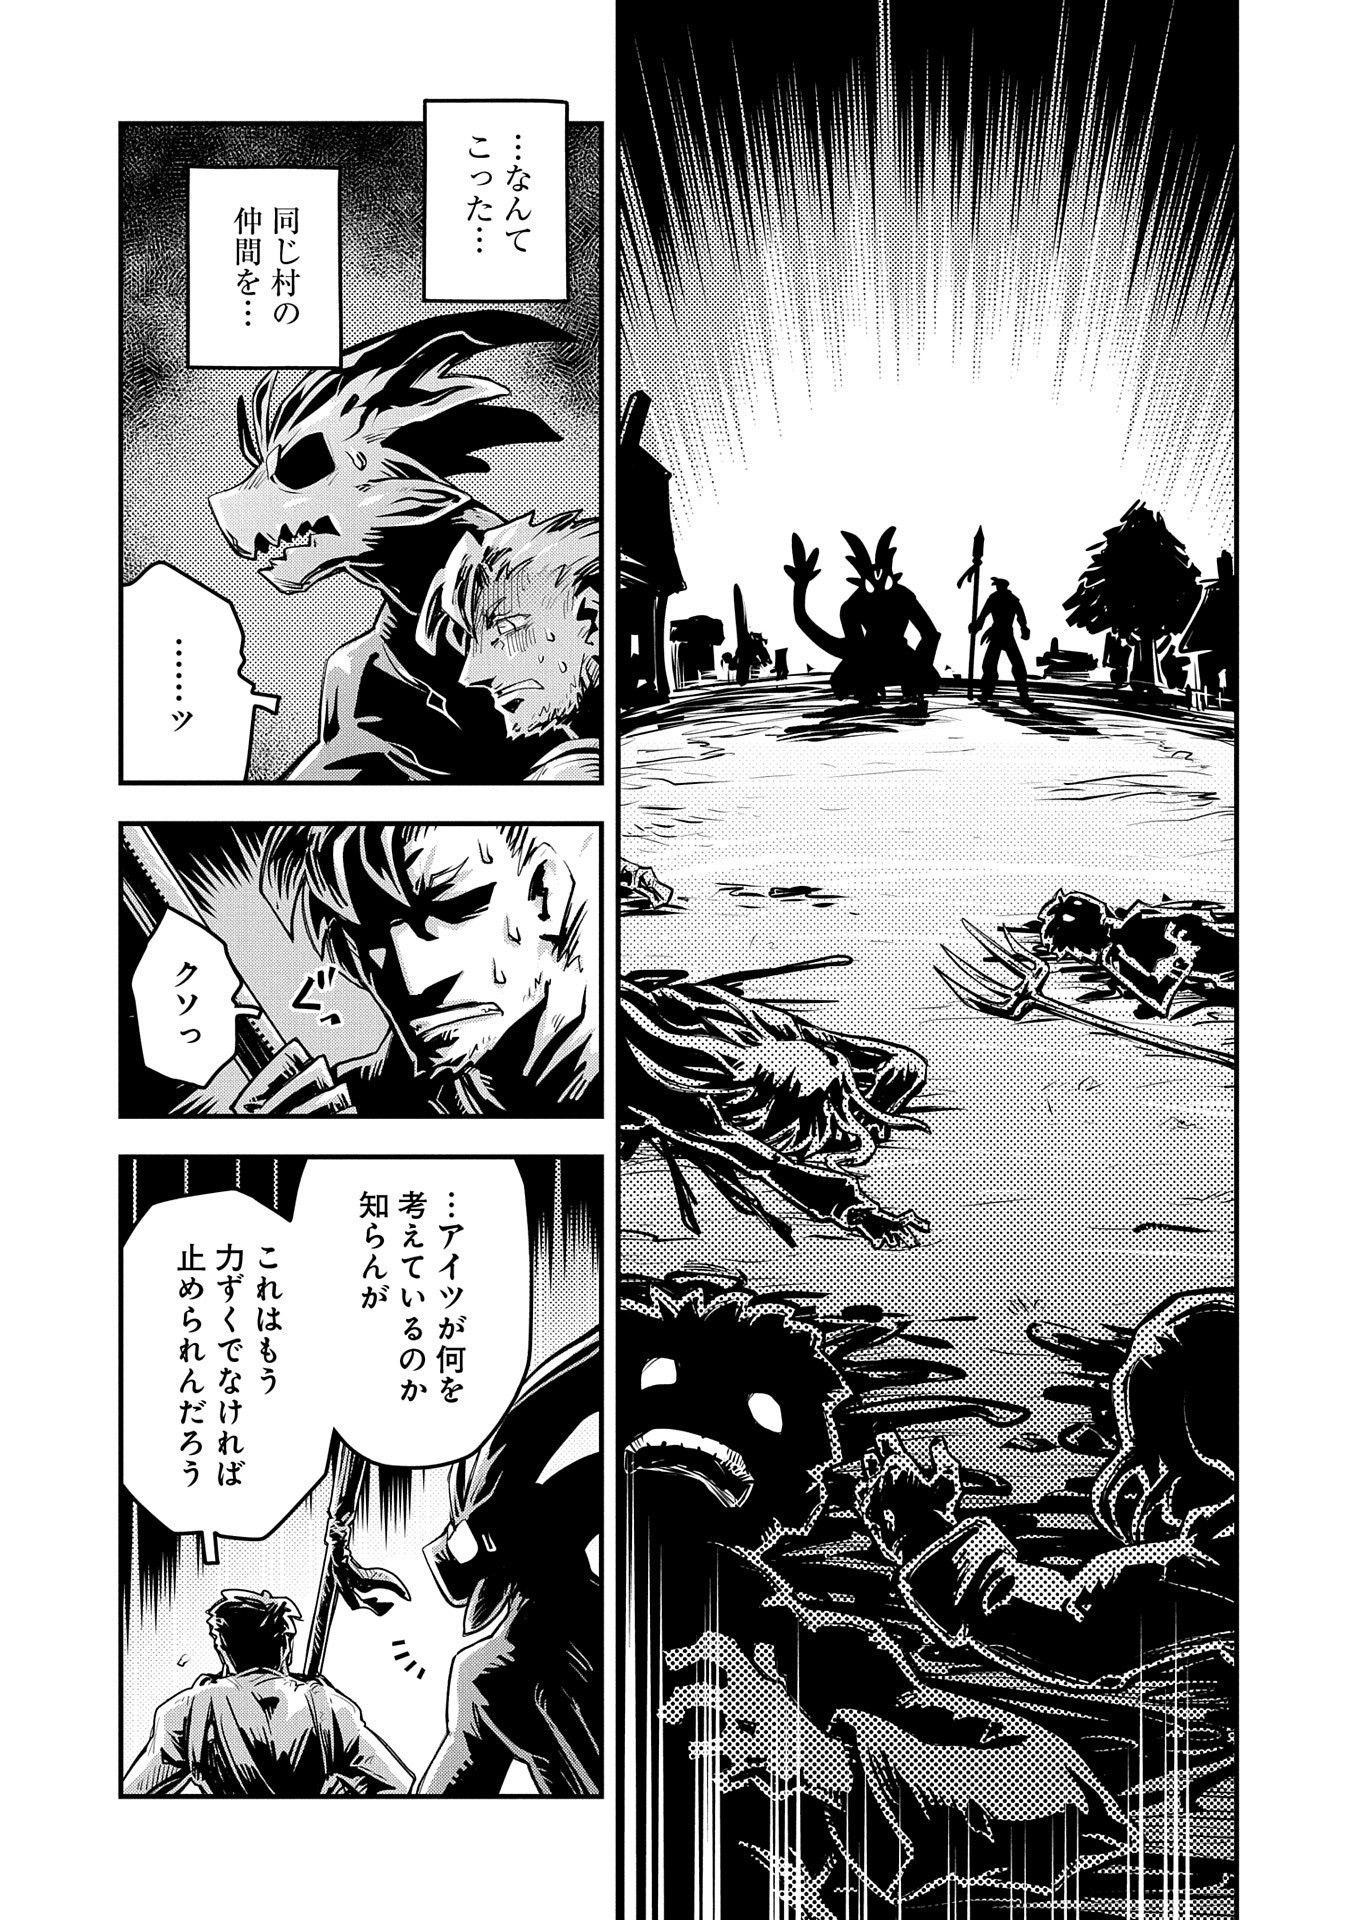 …なんて
こった…
同じ村の
仲間を…
……ッ
クソっ
ぐっ
…アイツが何を
考えているのか
知らんが
これはもう
力ずくでなければ
止められんだろう